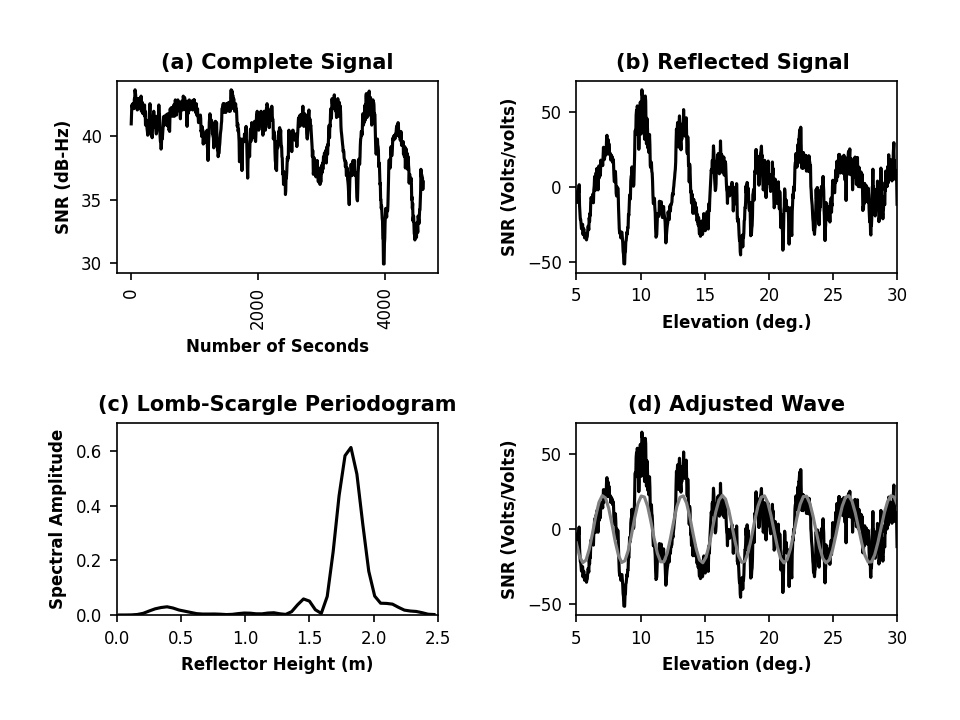 (a) Complete Signal
SNR (dB-Hz)
40
35
30
0
2000
4000
Number of Seconds
(b) Reflected Signal
SNR (Volts/volts)
50
0
−50
5
10
15
20
25
30
Elevation (deg.)
(c) Lomb-Scargle Periodogram
Spectral Amplitude
0.6
0.4
0.2
0.0
0.0
0.5
1.0
1.5
2.0
2.5
Reflector Height (m)
(d) Adjusted Wave
SNR (Volts/Volts)
50
0
−50
5
10
15
20
25
30
Elevation (deg.)